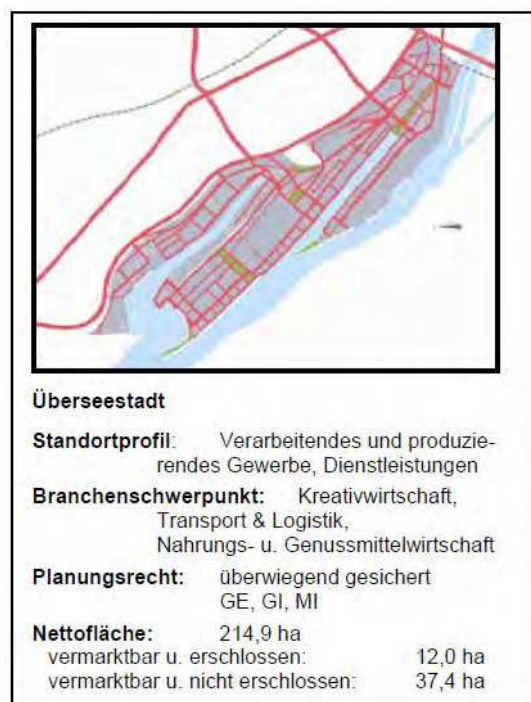 Überseestadt
Standortprofil: Verarbeitendes und produzie-
rendes Gewerbe, Dienstleistungen
Branchenschwerpunkt: Kreativwirtschaft,
Transport & Logistik,
Nahrungs- u. Genussmittelwirtschaft
Planungsrecht: überwiegend gesichert
GE, GI, MI
Nettofläche: 214,9 ha
vermarktbar u. erschlossen: 12,0 ha
vermarktbar u. nicht erschlossen: 37,4 ha